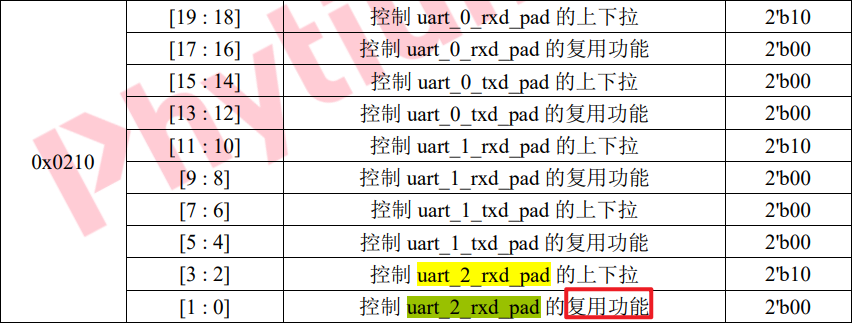 [19 : 18] 控制 uart_0_rxd_pad 的上下拉 2'b10
[17 : 16] 控制 uart_0_rxd_pad 的复用功能 2'b00
[15 : 14] 控制 uart_0_txd_pad 的上下拉 2'b00
[13 : 12] 控制 uart_0_txd_pad 的复用功能 2'b00
[11 : 10] 控制 uart_1_rxd_pad 的上下拉 2'b10
0x0210
[9 : 8] 控制 uart_1_rxd_pad 的复用功能 2'b00
[7 : 6] 控制 uart_1_txd_pad 的上下拉 2'b00
[5 : 4] 控制 uart_1_txd_pad 的复用功能 2'b00
[3 : 2] 控制 uart_2_rxd_pad 的上下拉 2'b10
[1 : 0] 控制 uart_2_rxd_pad 的复用功能 2'b00
Phytiu